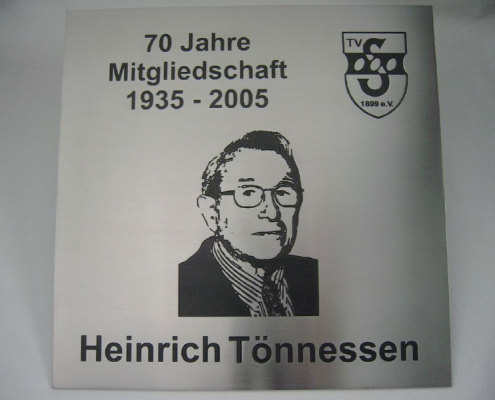 70 Jahre
Mitgliedschaft
1935 - 2005
TV
S
1899 e.V.
Heinrich Tönnessen